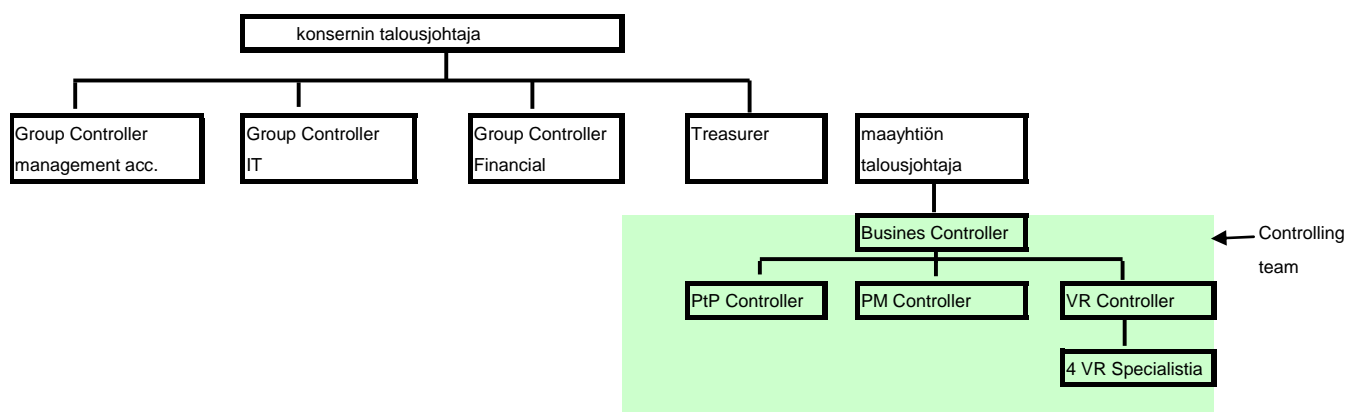 konsernin talousjohtaja
Group Controller
management acc.
Group Controller
IT
Group Controller
Financial
Treasurer
maayhtiön
talousjohtaja
Busines Controller
Controlling
team
PtP Controller
PM Controller
VR Controller
4 VR Specialistia